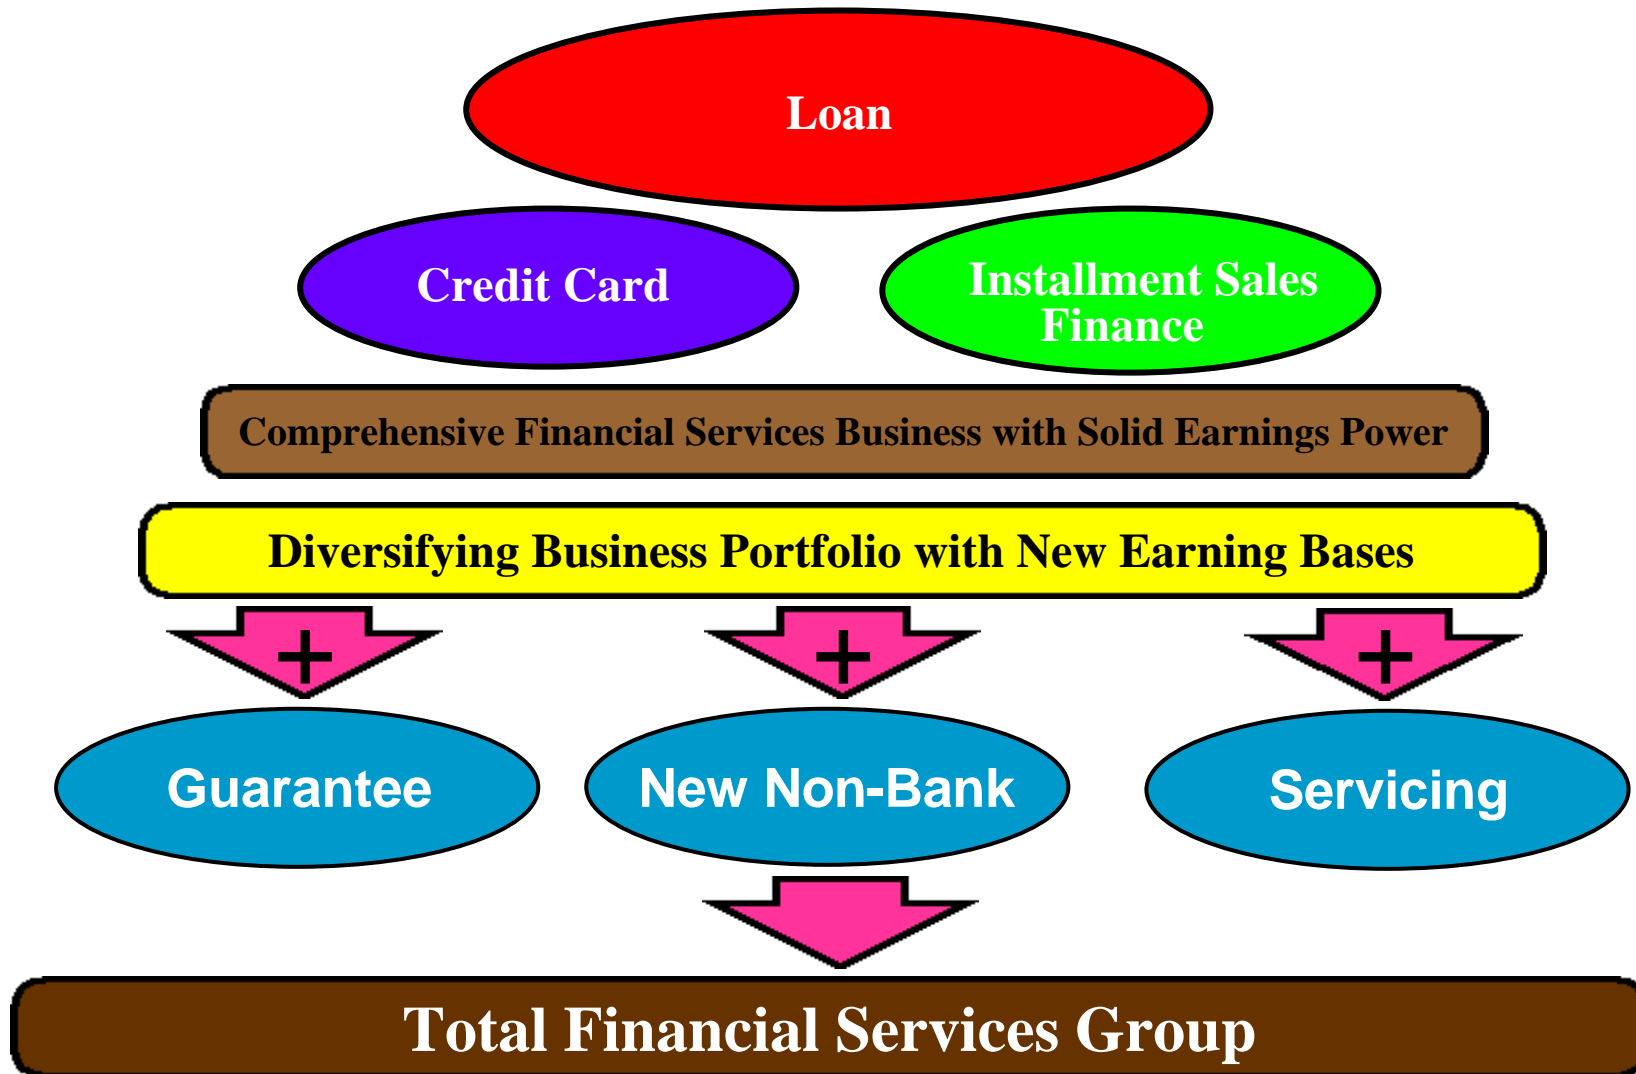 Loan
Credit Card
Installment Sales
Finance
Comprehensive Financial Services Business with Solid Earnings Power
Diversifying Business Portfolio with New Earning Bases
+ + +
Guarantee
New Non-Bank
Servicing
Total Financial Services Group